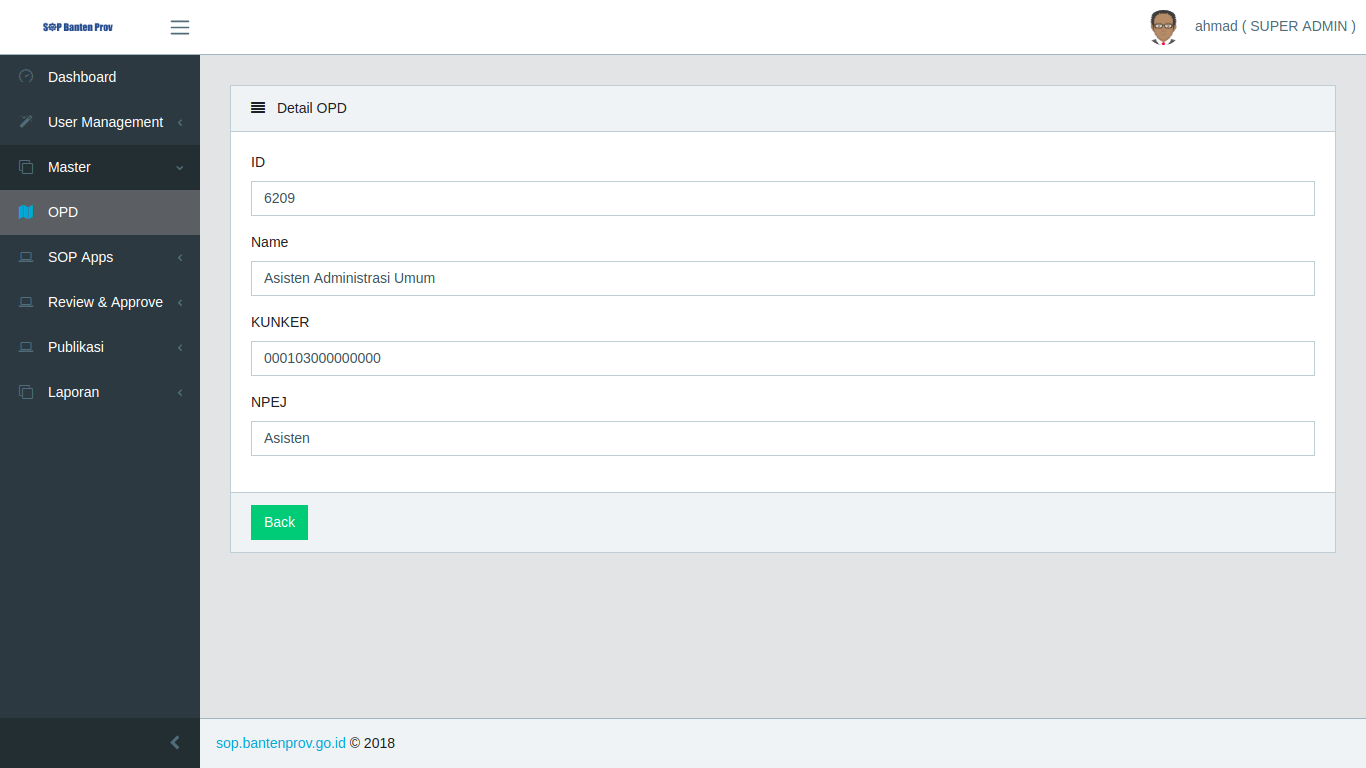 SOP Banten Prov
ahmad ( SUPER ADMIN )
Dashboard
User Management
Master
OPD
SOP Apps
Review & Approve
Publikasi
Laporan
Detail OPD
ID
6209
Name
Asisten Administrasi Umum
KUNKER
000103000000000
NPEJ
Asisten
Back
sop.bantenprov.go.id © 2018